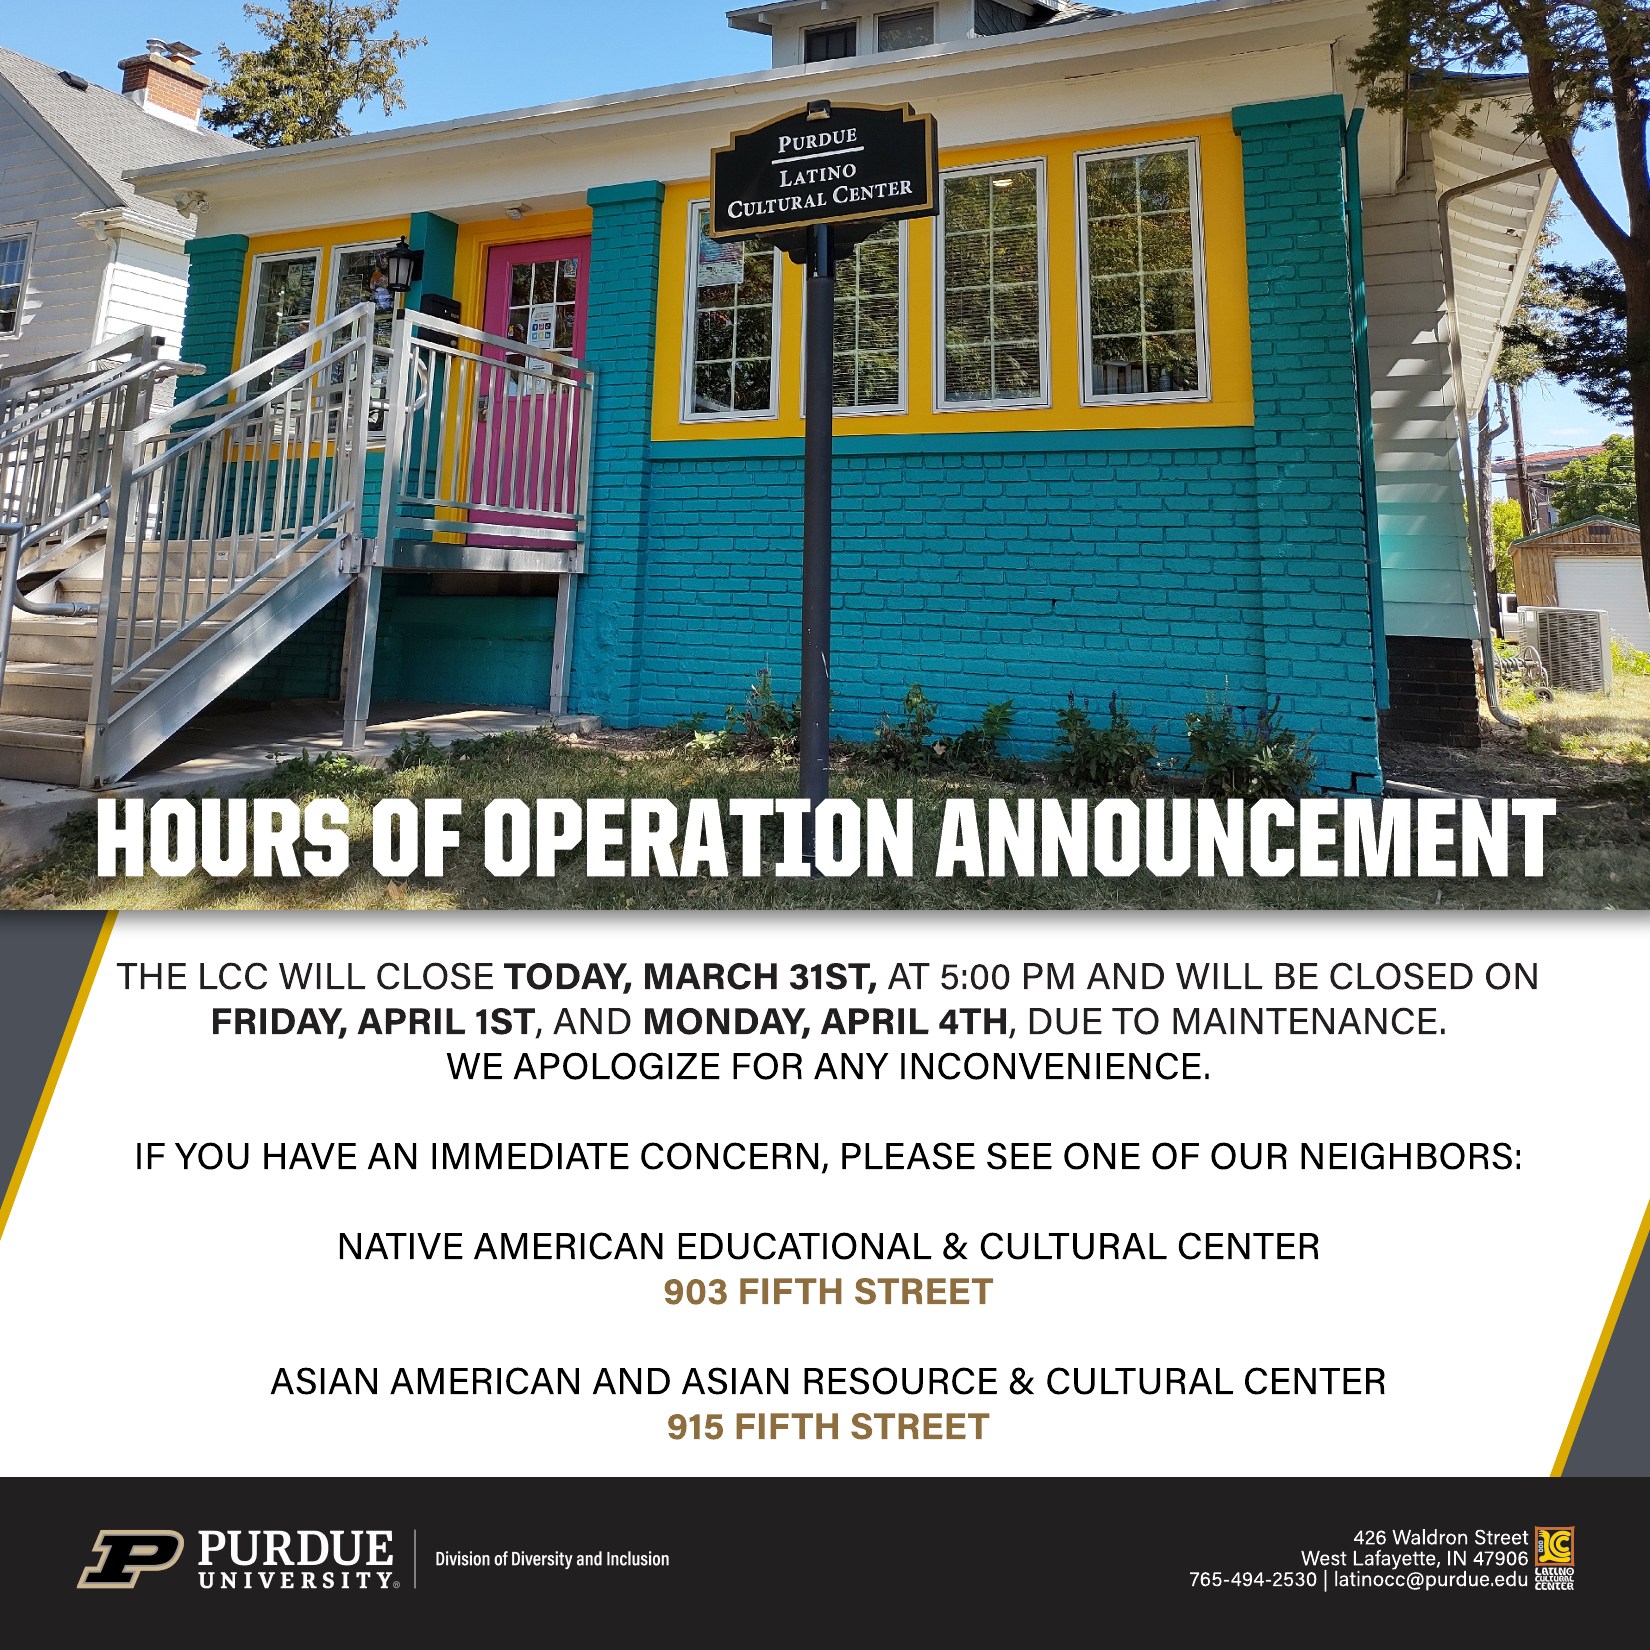 PURDUE
LATINO
CULTURAL CENTER
HOURS OF OPERATION ANNOUNCEMENT
THE LCC WILL CLOSE TODAY, MARCH 31ST, AT 5:00 PM AND WILL BE CLOSED ON
FRIDAY, APRIL 1ST, AND MONDAY, APRIL 4TH, DUE TO MAINTENANCE.
WE APOLOGIZE FOR ANY INCONVENIENCE.
IF YOU HAVE AN IMMEDIATE CONCERN, PLEASE SEE ONE OF OUR NEIGHBORS:
NATIVE AMERICAN EDUCATIONAL & CULTURAL CENTER
903 FIFTH STREET
ASIAN AMERICAN AND ASIAN RESOURCE & CULTURAL CENTER
915 FIFTH STREET
PURDUE
UNIVERSITY®
Division of Diversity and Inclusion
426 Waldron Street
West Lafayette, IN 47906
765-494-2530 | latinocc@purdue.edu
LCC
LATINO
CULTURAL
CENTER